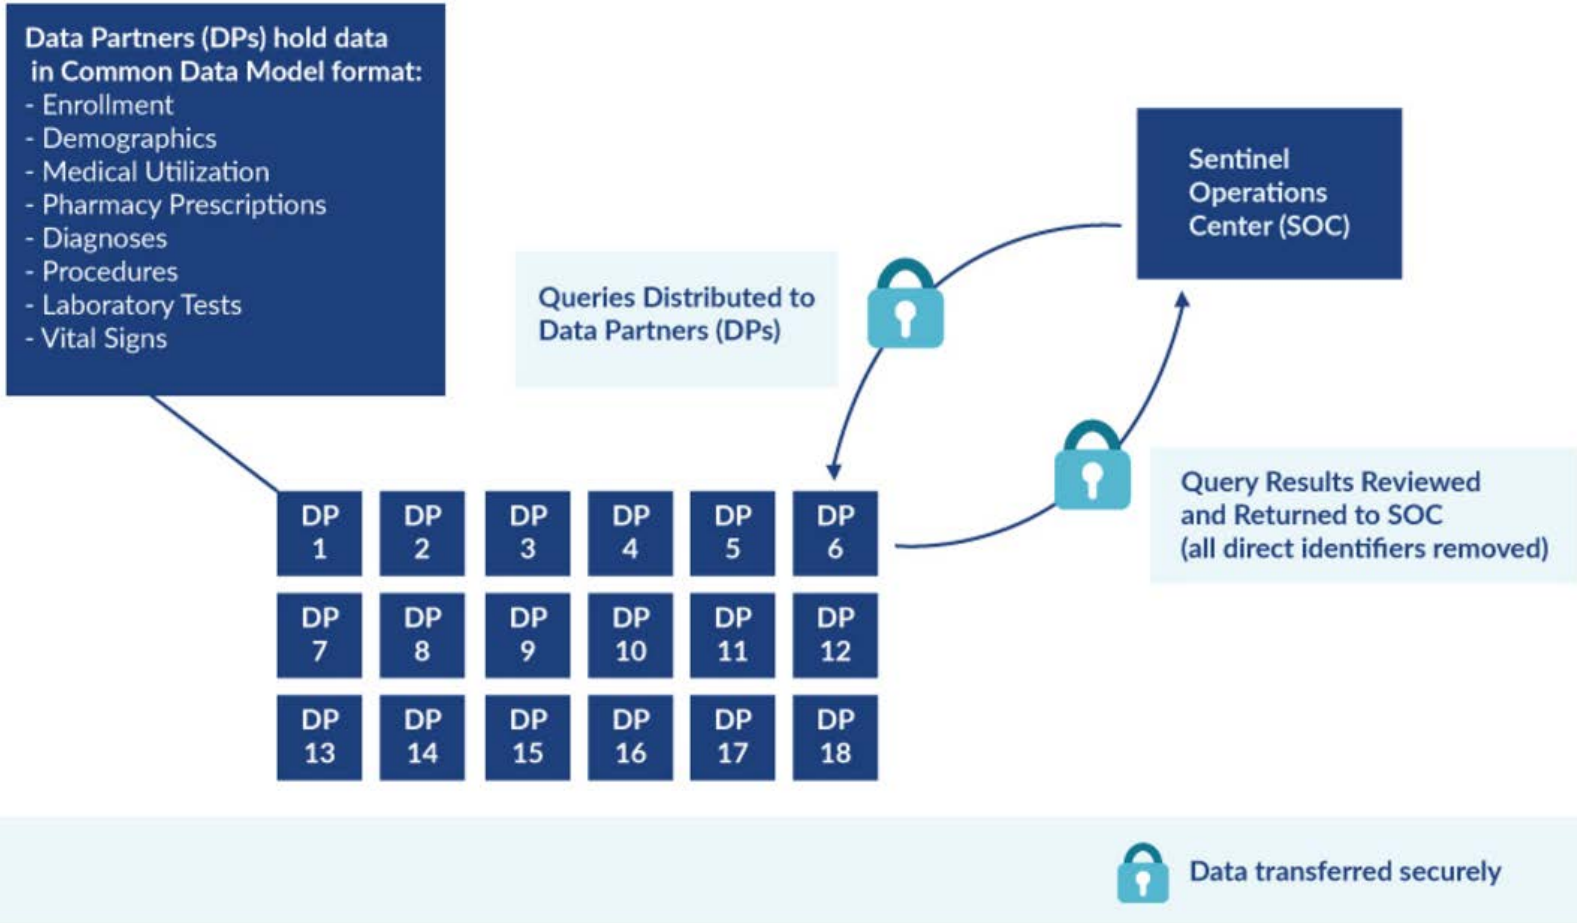 Data Partners (DPs) hold data
in Common Data Model format:
- Enrollment
- Demographics
- Medical Utilization
- Pharmacy Prescriptions
- Diagnoses
- Procedures
- Laboratory Tests
- Vital Signs
Sentinel
Operations
Center (SOC)
Queries Distributed to
Data Partners (DPs)
Query Results Reviewed
and Returned to SOC
(all direct identifiers removed)
DP
1
DP
2
DP
3
DP
4
DP
5
DP
6
DP
7
DP
8
DP
9
DP
10
DP
11
DP
12
DP
13
DP
14
DP
15
DP
16
DP
17
DP
18
Data transferred securely